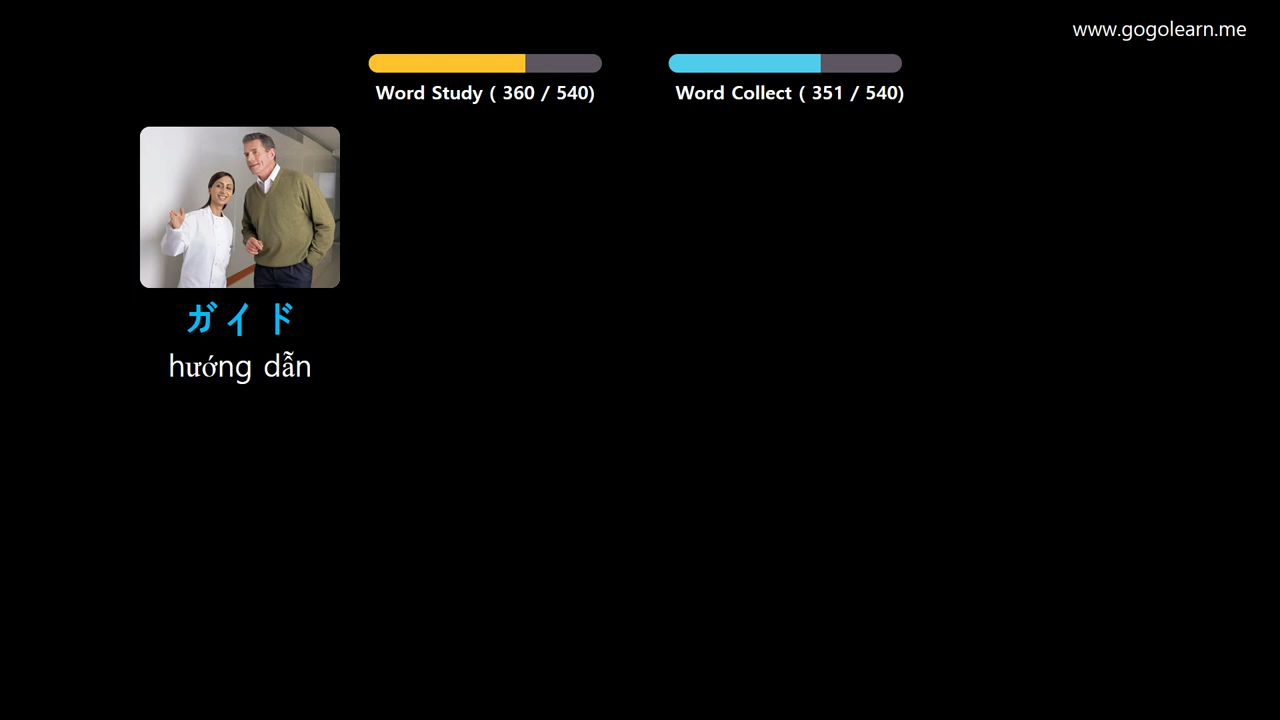 www.gogolearn.me
Word Study ( 360 / 540)
Word Collect ( 351 / 540)
ガイド
hướng dẫn